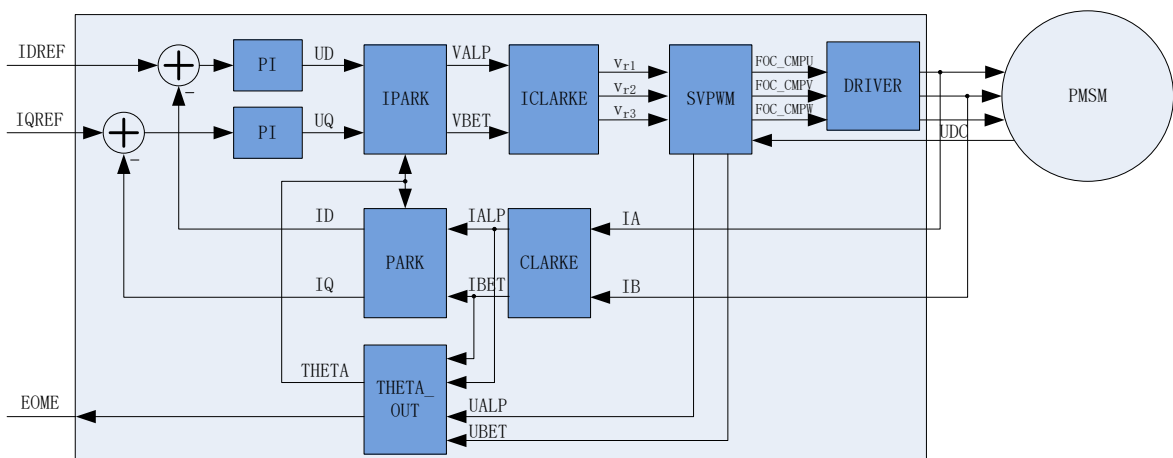 IDREF
PI
UD
IPARK
VALP
ICLARKE
Vr1
Vr2
Vr3
SVPWM
FOC_CMPU
FOC_CMPV
FOC_CMPW
DRIVER
PMSM
IQREF
PI
UQ
VBET
UDC
ID
PARK
IALP
CLARKE
IA
IQ
IBET
IB
THETA
THETA_
OUT
EOME
UALP
UBET